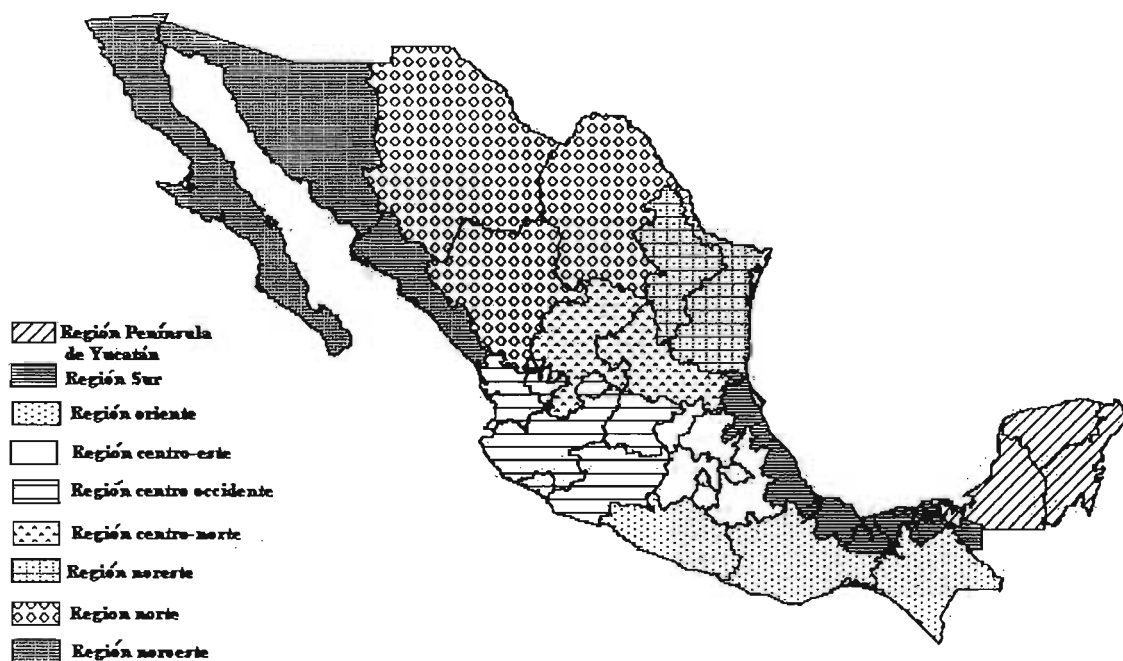 Región Península
de Yucatán
Región Sur
Región oriente
Región centro-este
Región centro occidente
Región centro-norte
Región noreste
Region norte
Región noroeste